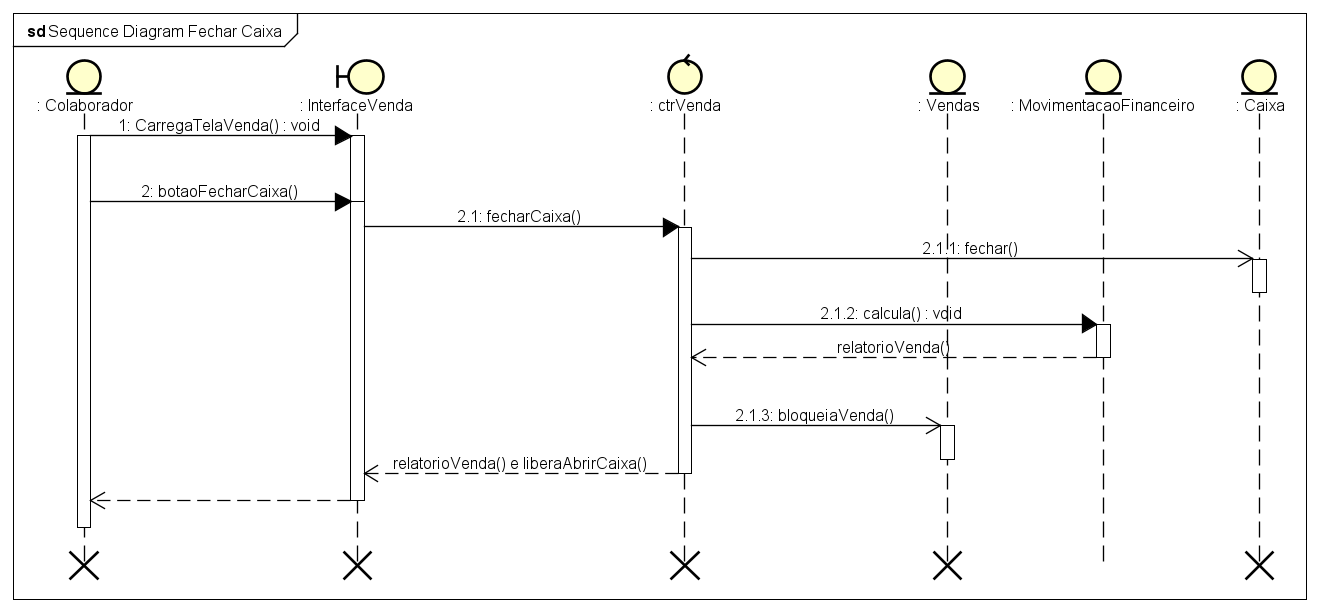 sd Sequence Diagram Fechar Caixa
: Colaborador
: InterfaceVenda
: ctrVenda
: Vendas
: MovimentacaoFinanceiro
: Caixa
1: CarregaTelaVenda() : void
2: botaoFecharCaixa()
2.1: fecharCaixa()
2.1.1: fechar()
2.1.2: calcula() : void
relatorioVenda()
2.1.3: bloqueiaVenda()
relatorioVenda() e liberaAbrirCaixa()